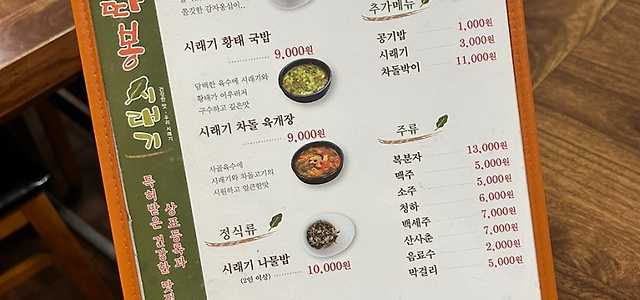 쫄깃한 감자옹심이..
시래기 황태 국밥
9,000원
담백한 육수에 시래기와
황태가 어우러져
구수하고 깊은맛
시래기 차돌 육개장
9,000원
사골육수에
시래기와 차돌고기의
시원하고 얼큰한맛
정식류
시래기 나물밥
(2인 이상)
10,000원
추가메뉴
공기밥 1,000원
시래기 3,000원
차돌박이 11,000원
주류
복분자 13,000원
맥주 5,000원
소주 5,000원
청하 6,000원
백세주 7,000원
산사춘 7,000원
음료수 2,000원
막걸리 5,000원
봉
시래기
건강한 맛, 우리 시래기
상표등록과
특허받은 건강한 맛